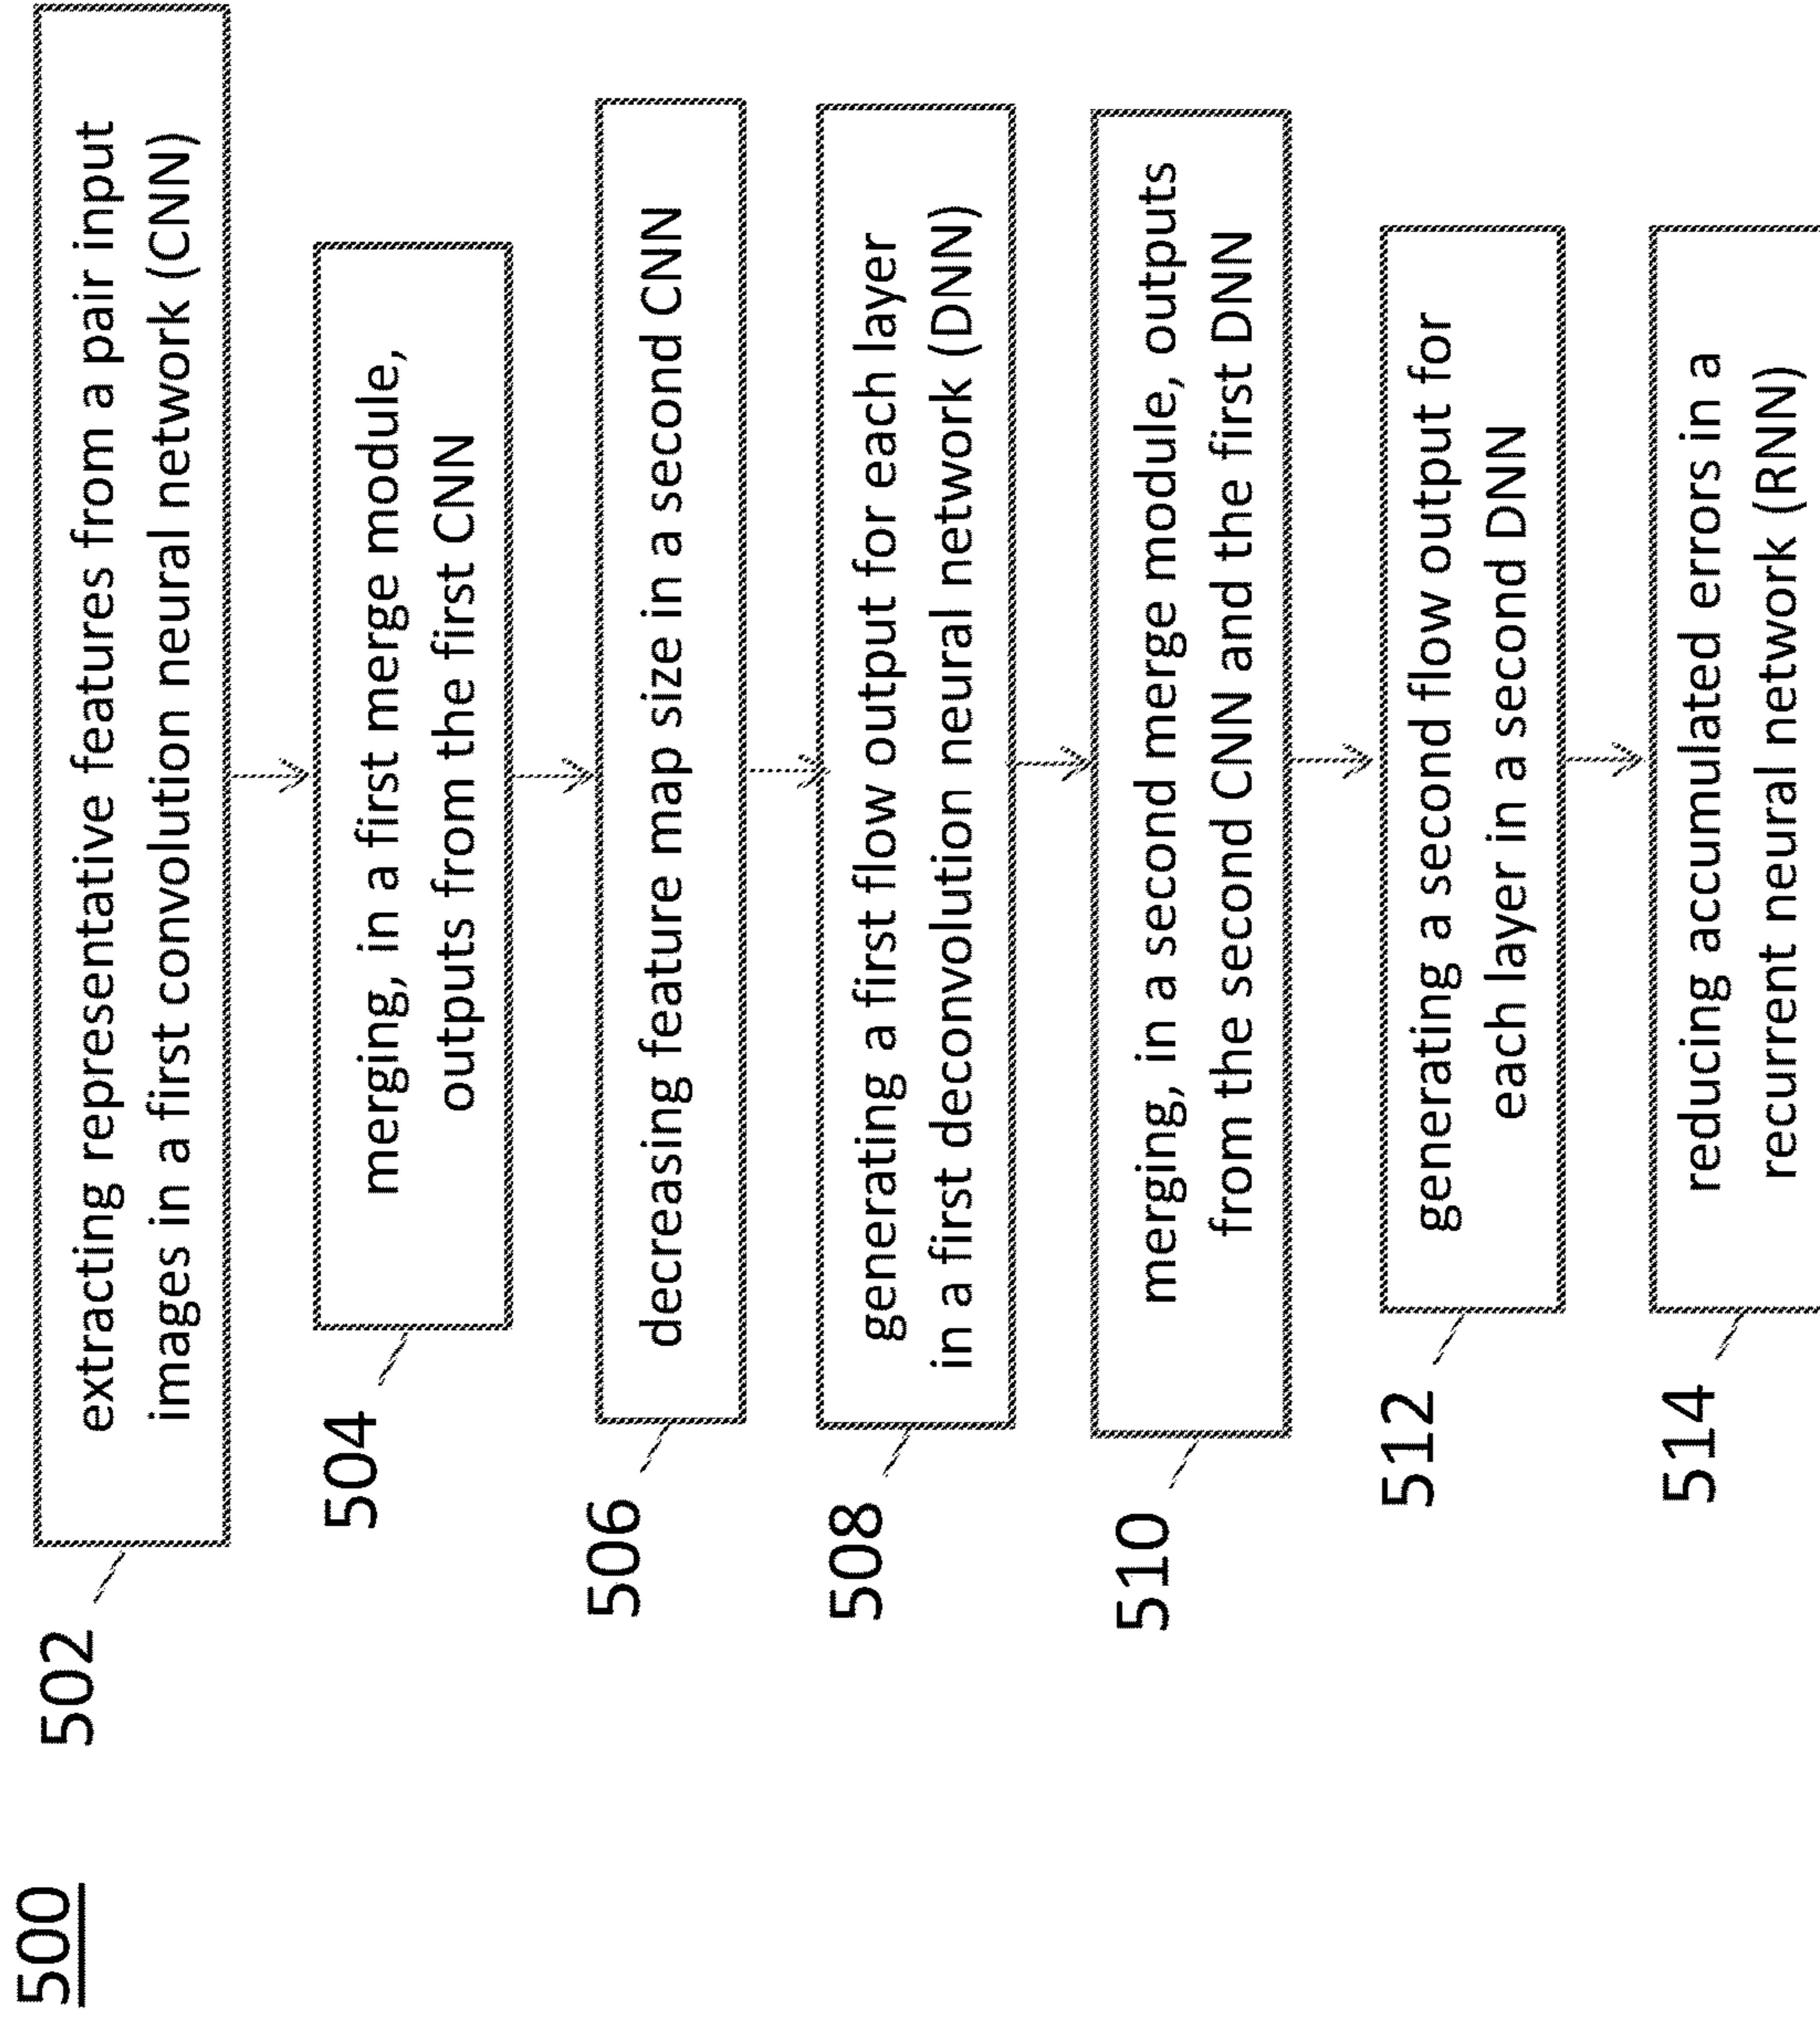 500
502
extracting representative features from a pair input
images in a first convolution neural network (CNN)
504
merging, in a first merge module,
outputs from the first CNN
506
decreasing feature map size in a second CNN
508
generating a first flow output for each layer
in a first deconvolution neural network (DNN)
510
merging, in a second merge module, outputs
from the second CNN and the first DNN
512
generating a second flow output for
each layer in a second DNN
514
reducing accumulated errors in a
recurrent neural network (RNN)